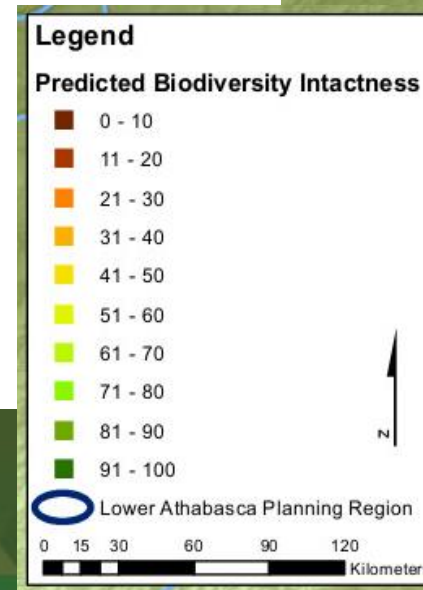 Legend
Predicted Biodiversity Intactness
0 - 10
11 - 20
21 - 30
31 - 40
41 - 50
51 - 60
61 - 70
71 - 80
81 - 90
91 - 100
N
Lower Athabasca Planning Region
0 15 30 60 90 120
Kilometer